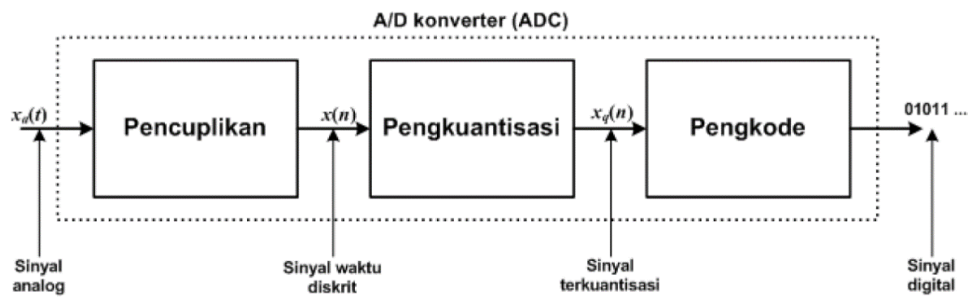 A/D konverter (ADC)
xa(t)
Pencuplikan
x(n)
Pengkuantisasi
xq(n)
Pengkode
01011 ...
Sinyal
analog
Sinyal waktu
diskrit
Sinyal
terkuantisasi
Sinyal
digital